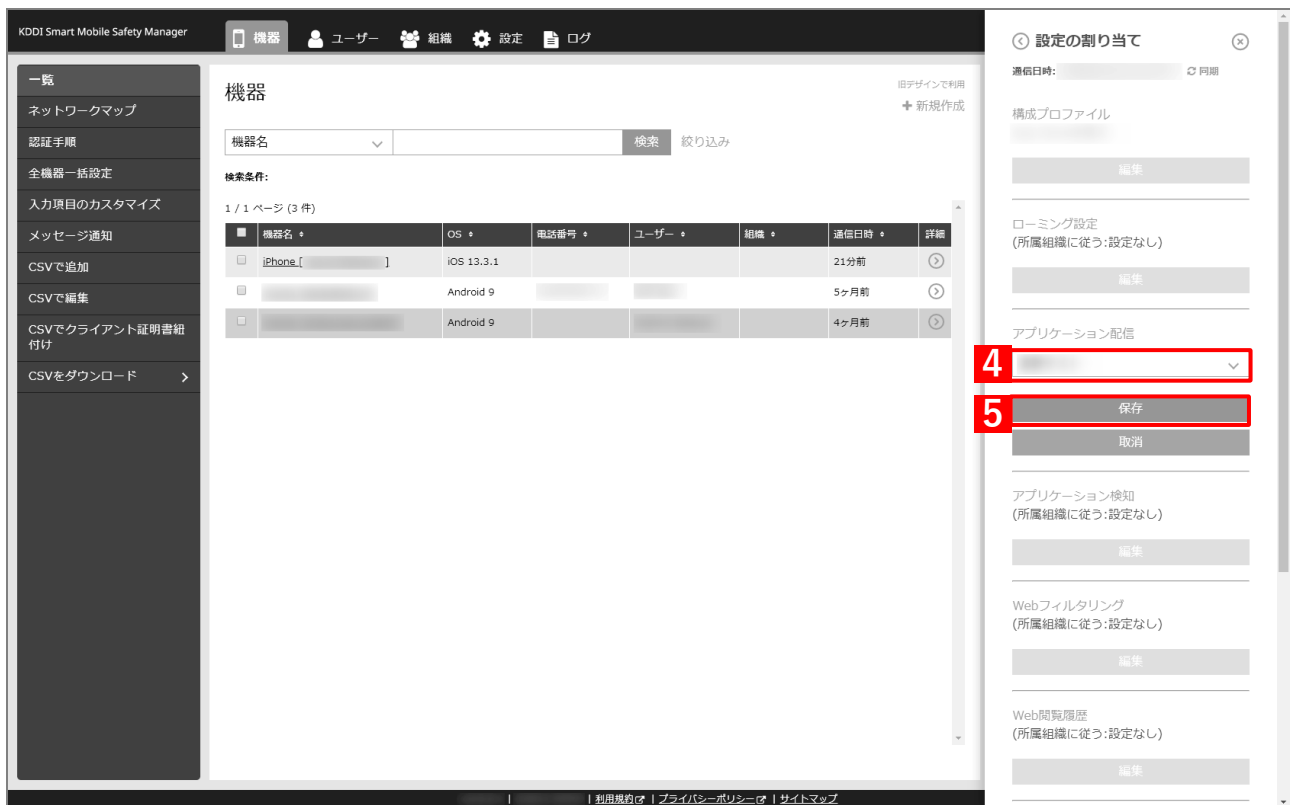 KDDI Smart Mobile Safety Manager
機器
ユーザー
組織
設定
ログ
一覧
ネットワークマップ
認証手順
全機器一括設定
入力項目のカスタマイズ
メッセージ通知
CSVで追加
CSVで編集
CSVでクライアント証明書紐
付け
CSVをダウンロード
機器
旧デザインで利用
新規作成
機器名
検索
絞り込み
検索条件:
1 / 1 ページ (3 件)
機器名 OS 電話番号 ユーザー 組織 通信日時 詳細
iPhone [ ] iOS 13.3.1 21分前
Android 9 5ヶ月前
Android 9 4ヶ月前
設定の割り当て
通信日時: 同期
構成プロファイル
編集
ローミング設定
(所属組織に従う:設定なし)
編集
アプリケーション配信
4
5 保存
取消
アプリケーション検知
(所属組織に従う:設定なし)
編集
Webフィルタリング
(所属組織に従う:設定なし)
編集
Web閲覧履歴
(所属組織に従う:設定なし)
編集
| | 利用規約 | プライバシーポリシー | サイトマップ